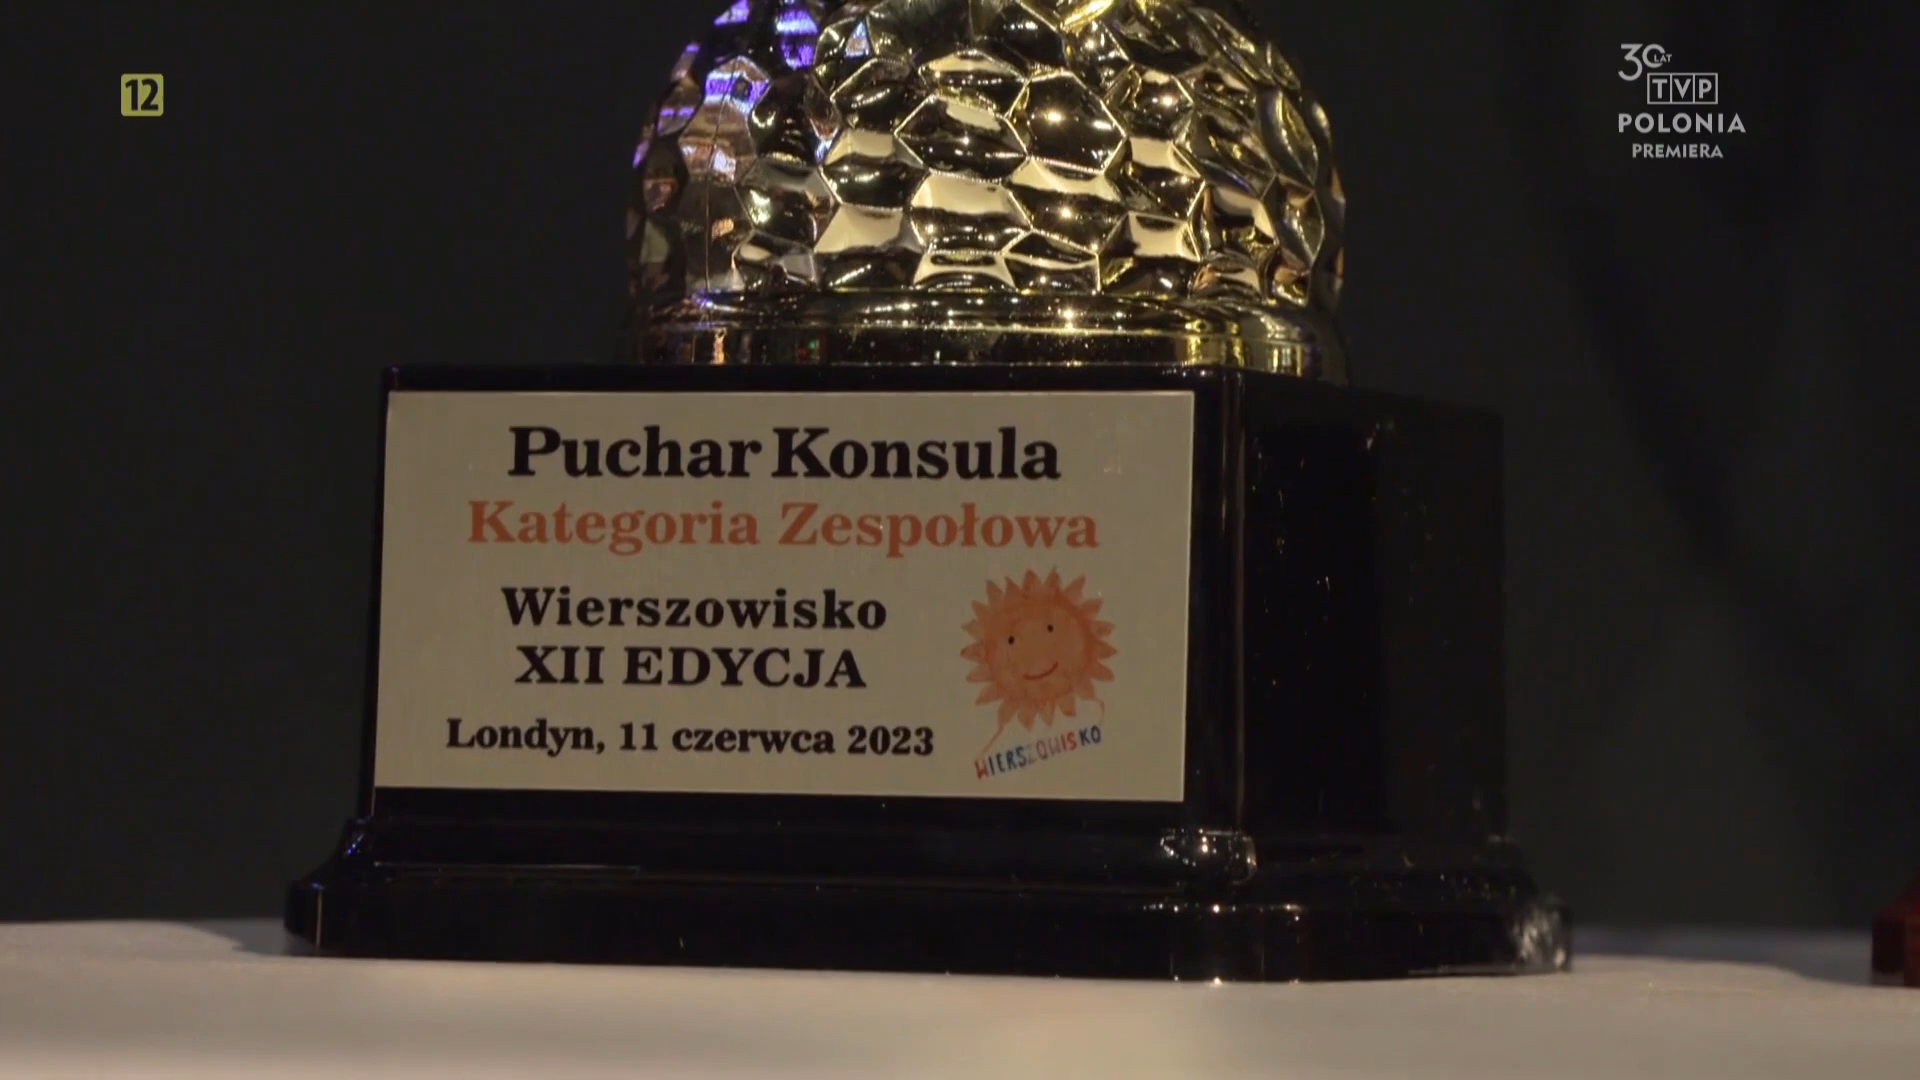 12
30 LAT
TVP
POLONIA
PREMIERA
Puchar Konsula
Kategoria Zespołowa
Wierszowisko
XII EDYCJA
Londyn, 11 czerwca 2023
WIERSZOWISKO